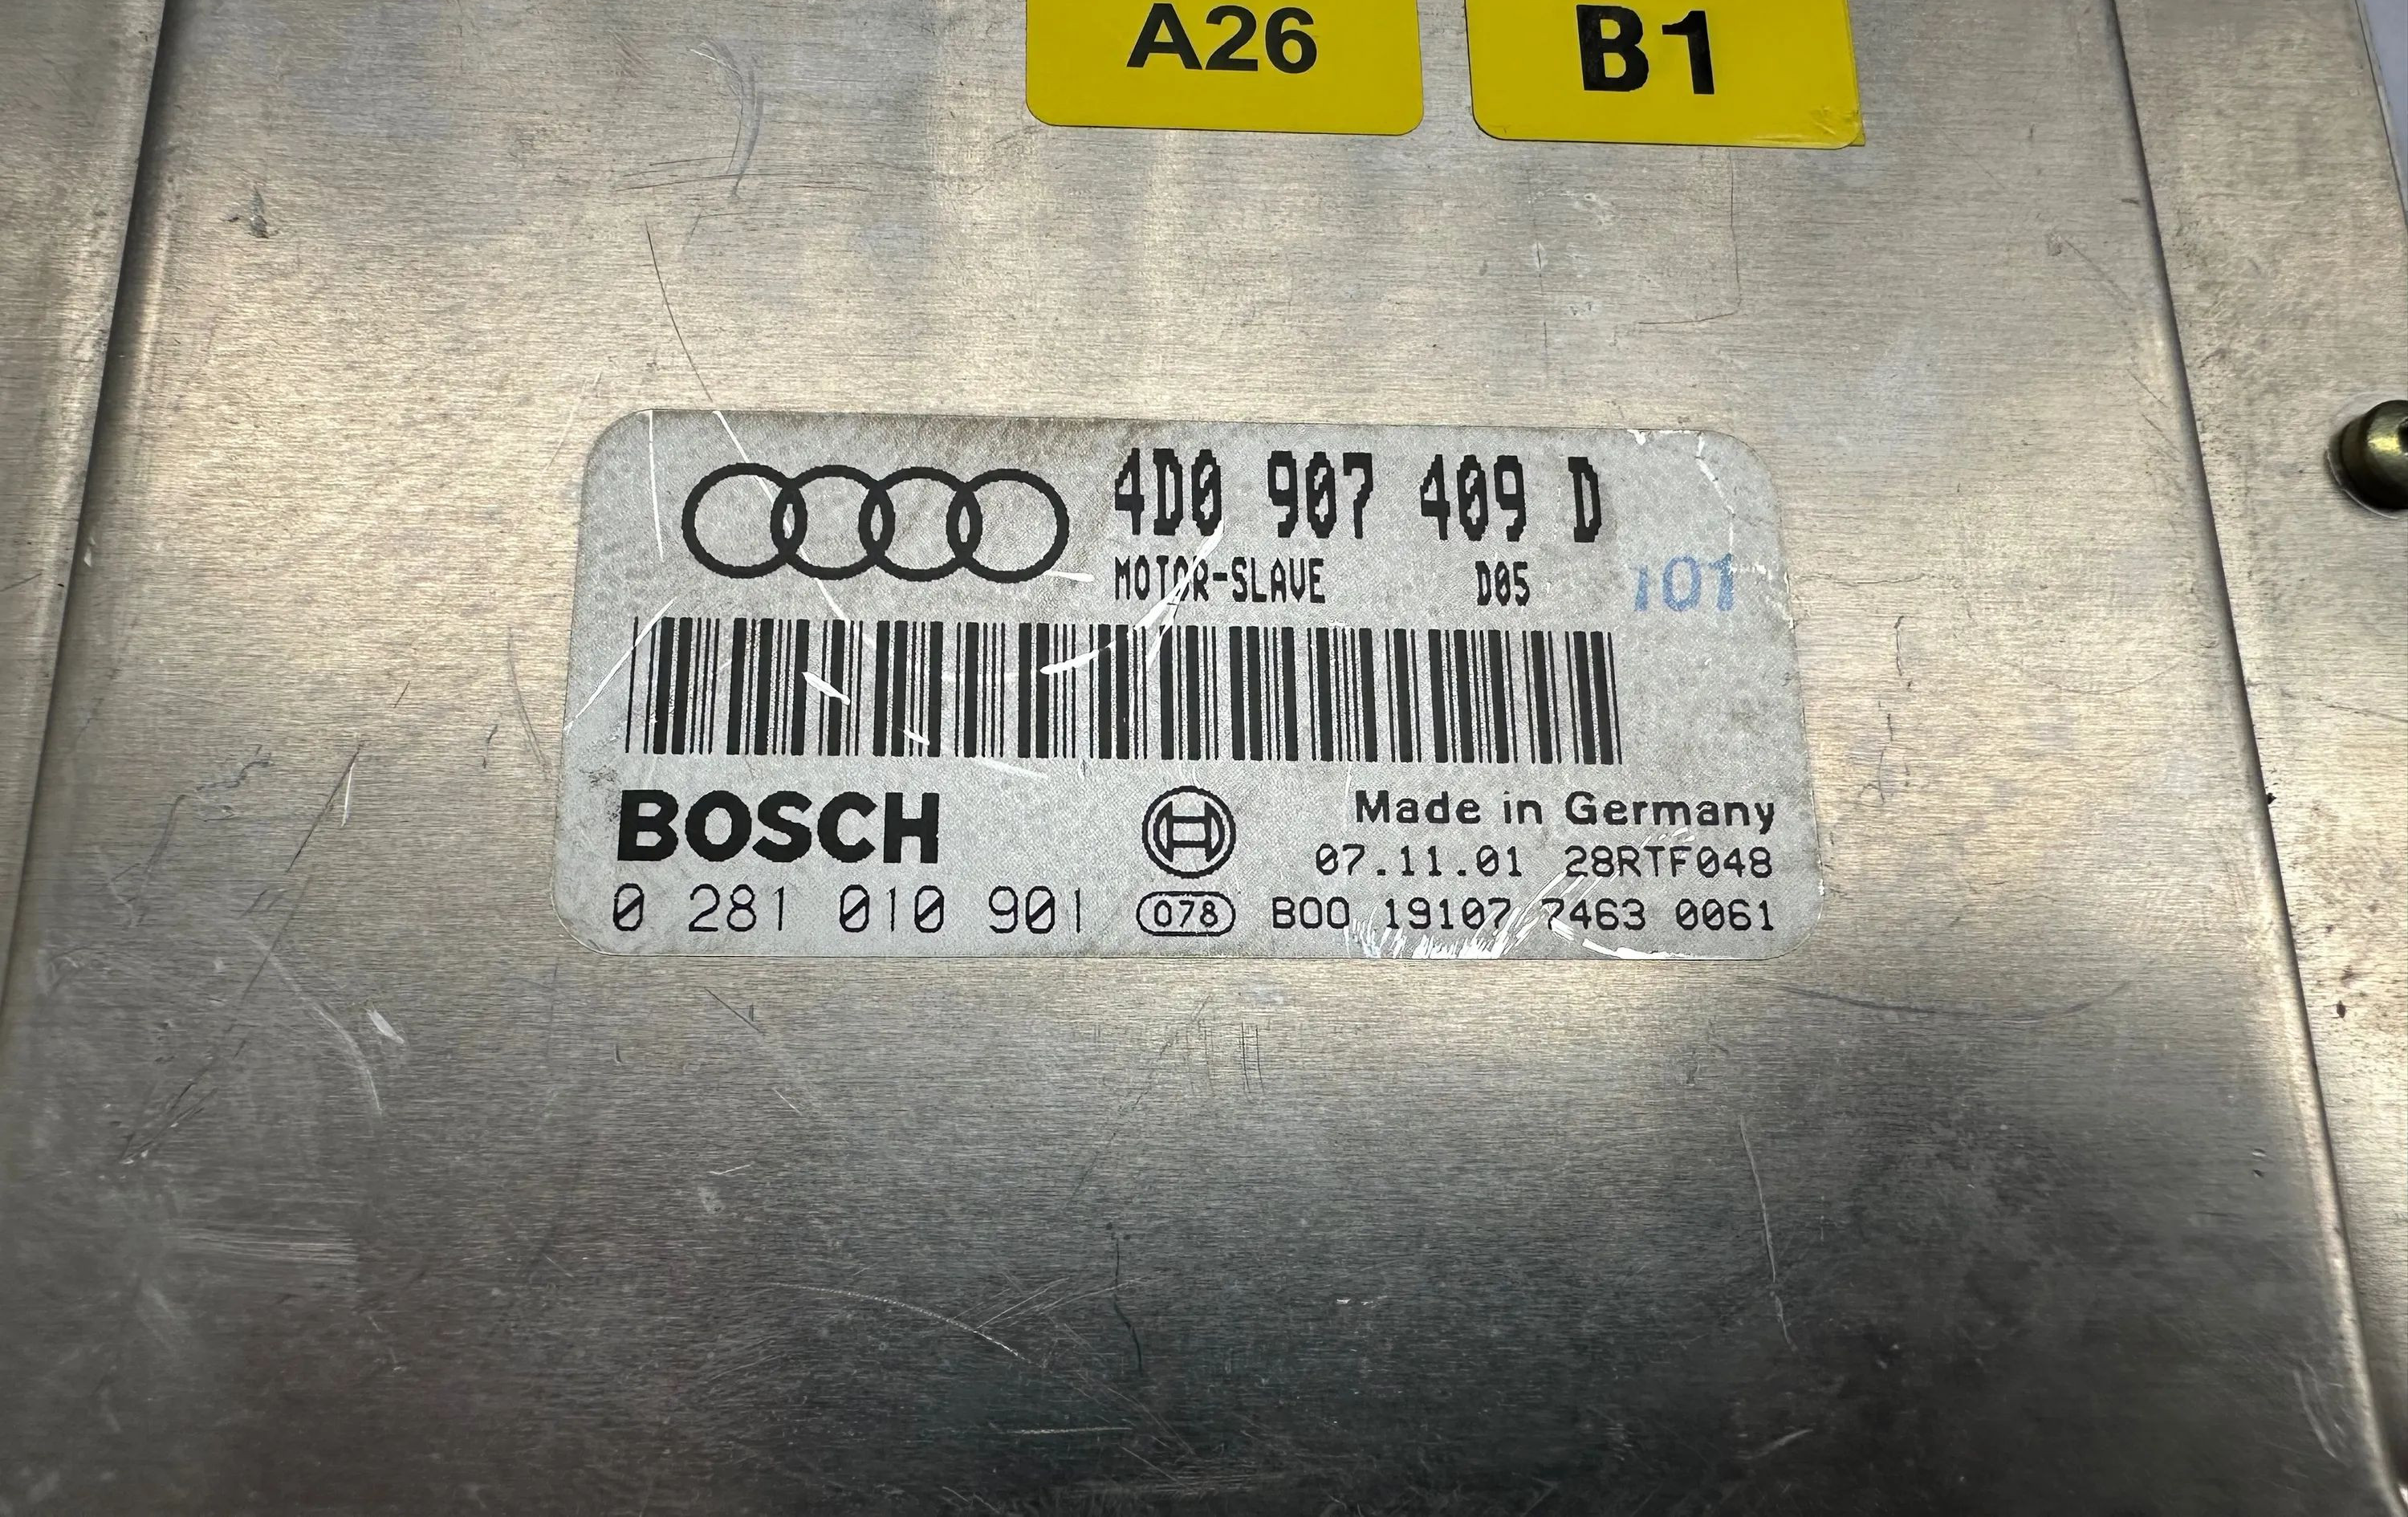 A26 B1
4D0 907 409 D
MOTOR-SLAVE D05 101
BOSCH
Made in Germany
07.11.01 28RTF048
0 281 010 901 078 B00 19107 7463 0061